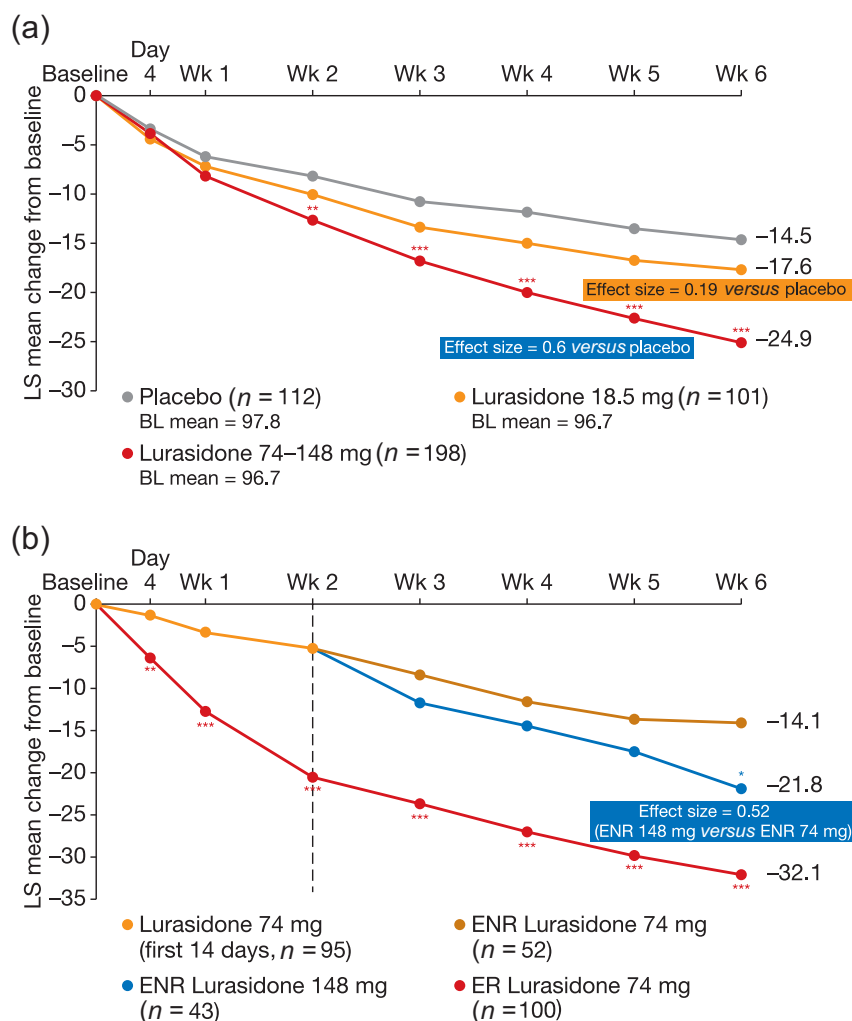 (a)
LS mean change from baseline
Day
Baseline 4 Wk 1 Wk 2 Wk 3 Wk 4 Wk 5 Wk 6
0
−5
−10
−15
−20
−25
−30
**
***
***
***
***
−14.5
−17.6
Effect size = 0.19 versus placebo
Effect size = 0.6 versus placebo
−24.9
Placebo (n = 112)
BL mean = 97.8
Lurasidone 18.5 mg (n = 101)
BL mean = 96.7
Lurasidone 74–148 mg (n = 198)
BL mean = 96.7
(b)
LS mean change from baseline
Day
Baseline 4 Wk 1 Wk 2 Wk 3 Wk 4 Wk 5 Wk 6
0
−5
−10
−15
−20
−25
−30
−35
**
***
***
***
***
***
***
*
−14.1
−21.8
Effect size = 0.52
(ENR 148 mg versus ENR 74 mg)
−32.1
Lurasidone 74 mg
(first 14 days, n = 95)
ENR Lurasidone 74 mg
(n = 52)
ENR Lurasidone 148 mg
(n = 43)
ER Lurasidone 74 mg
(n = 100)